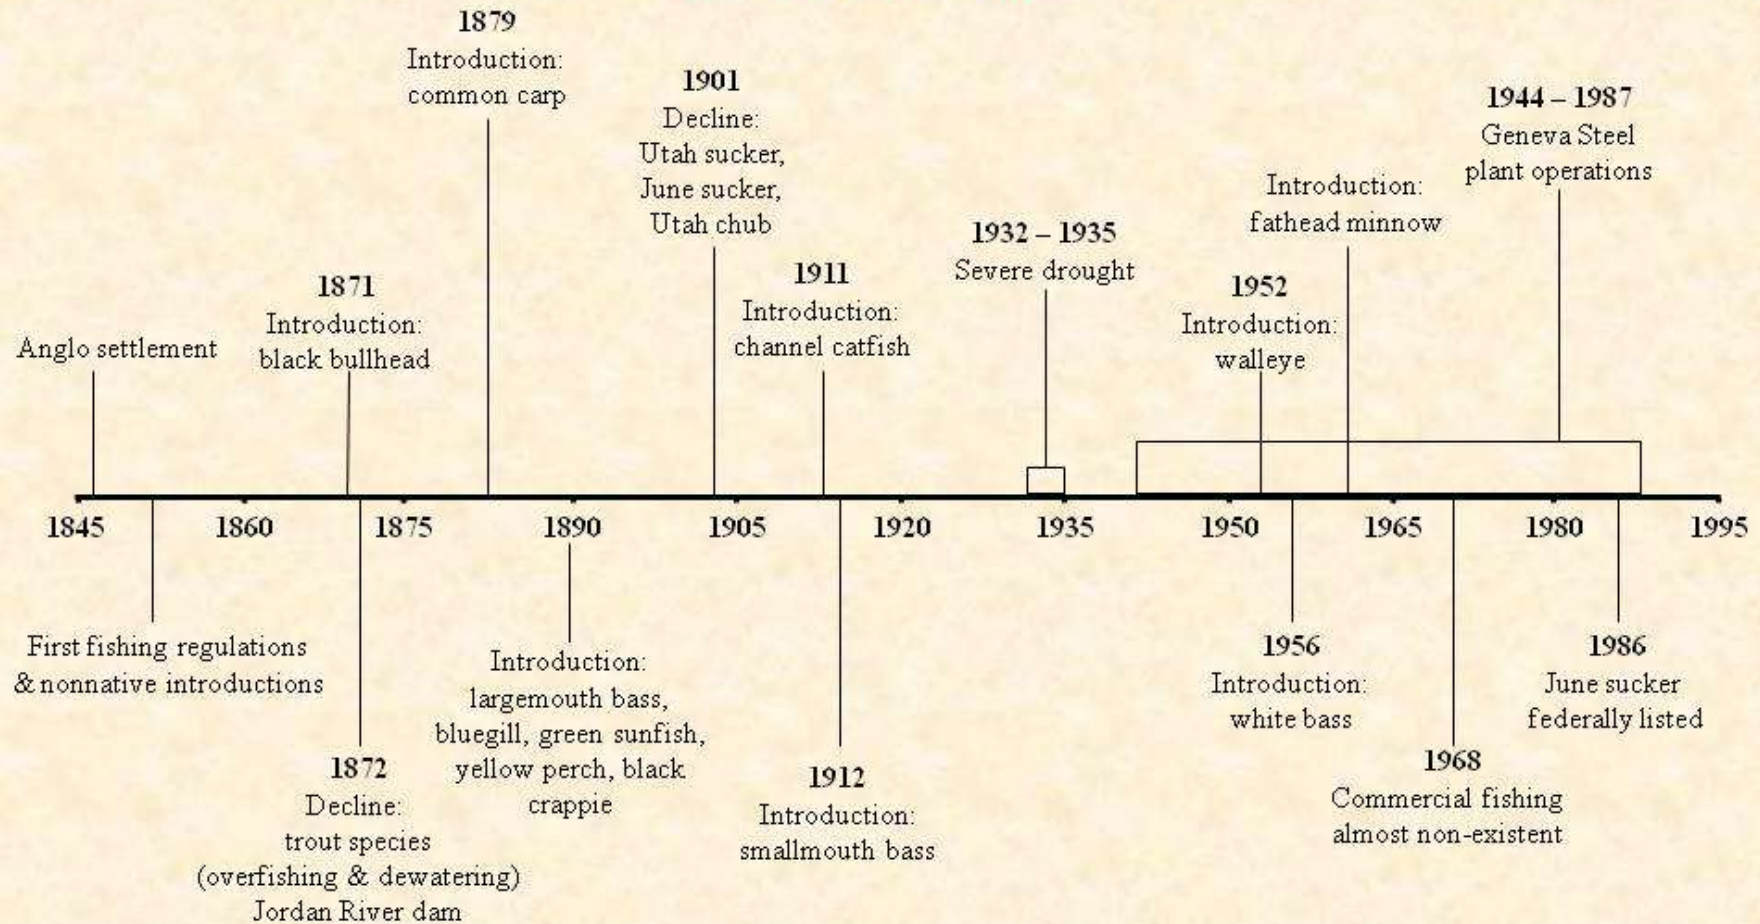 1879
Introduction:
common carp
1901
Decline:
Utah sucker,
June sucker,
Utah chub
1944 – 1987
Geneva Steel
plant operations
Introduction:
fathead minnow
1932 – 1935
Severe drought
1871
Introduction:
black bullhead
1911
Introduction:
channel catfish
1952
Introduction:
walleye
Anglo settlement
1845 1860 1875 1890 1905 1920 1935 1950 1965 1980 1995
First fishing regulations
& nonnative introductions
1872
Decline:
trout species
(overfishing & dewatering)
Jordan River dam
Introduction:
largemouth bass,
bluegill, green sunfish,
yellow perch, black
crappie
1912
Introduction:
smallmouth bass
1956
Introduction:
white bass
1968
Commercial fishing
almost non-existent
1986
June sucker
federally listed